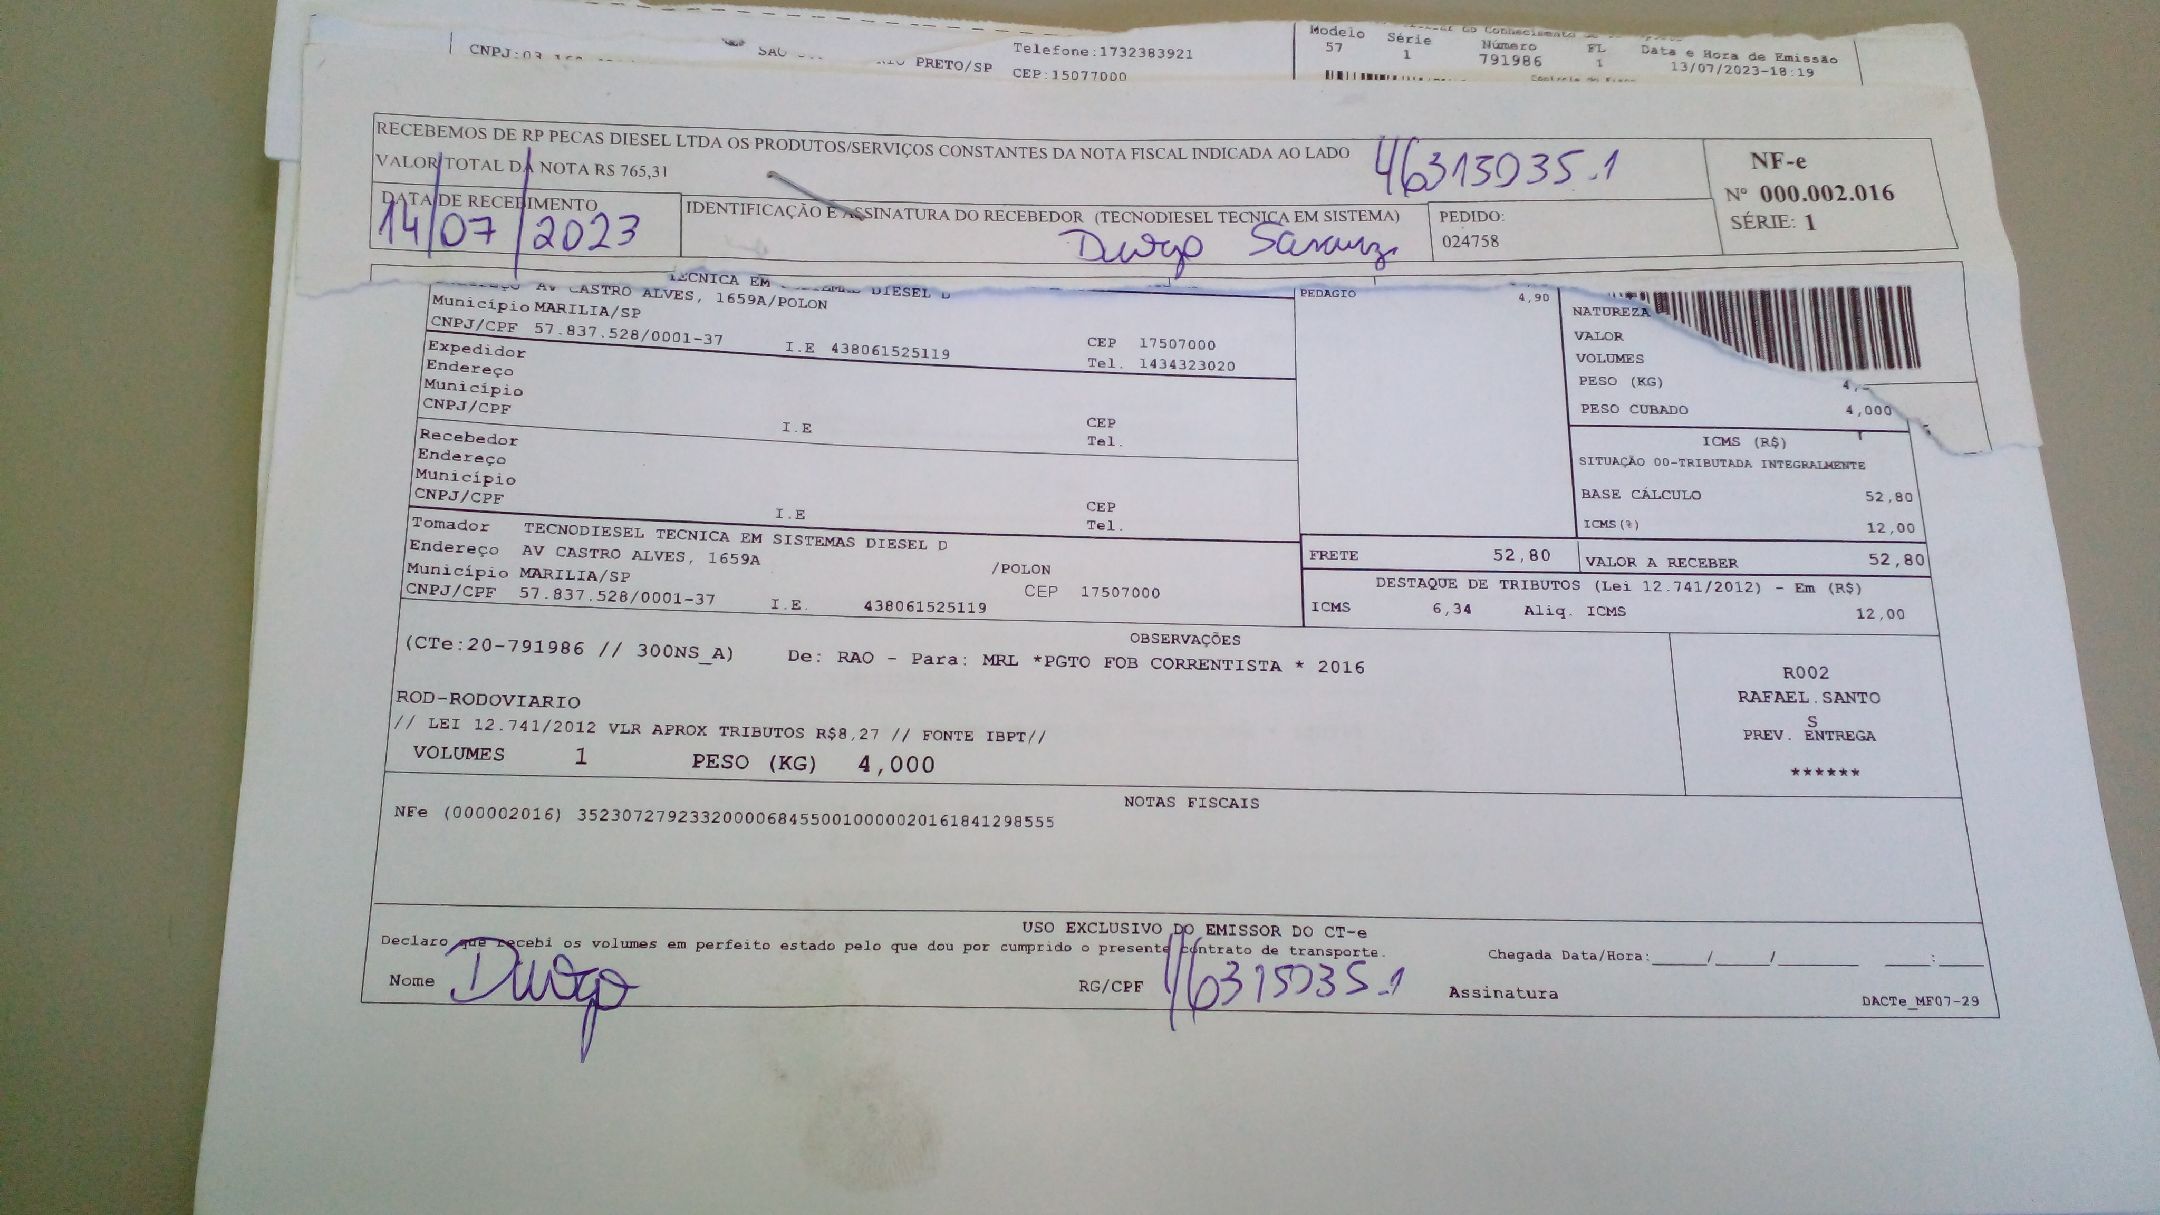 CNPJ:03
PRETO/SP
Telefone:1732383921
CEP:15077000
Modelo Série Número FL Data e Hora de Emissão
57 1 791986 1 13/07/2023-18:19
RECEBEMOS DE RP PECAS DIESEL LTDA OS PRODUTOS/SERVIÇOS CONSTANTES DA NOTA FISCAL INDICADA AO LADO
VALOR TOTAL DA NOTA R$ 765,31
46315035.1
NF-e
Nº 000.002.016
SÉRIE: 1
DATA DE RECEBIMENTO
14/07/2023
IDENTIFICAÇÃO E ASSINATURA DO RECEBEDOR (TECNODIESEL TECNICA EM SISTEMA)
PEDIDO:
024758
TECNICA EM DIESEL D
AV CASTRO ALVES, 1659A/POLON
Município MARILIA/SP
CNPJ/CPF 57.837.528/0001-37 I.E 438061525119
CEP 17507000
Tel. 1434323020
Expedidor
Endereço
Município
CNPJ/CPF I.E
CEP
Tel.
Recebedor
Endereço
Município
CNPJ/CPF I.E
CEP
Tel.
Tomador TECNODIESEL TECNICA EM SISTEMAS DIESEL D
Endereço AV CASTRO ALVES, 1659A /POLON
Município MARILIA/SP CEP 17507000
CNPJ/CPF 57.837.528/0001-37 I.E. 438061525119
PEDAGIO 4,90
NATUREZA
VALOR
VOLUMES
PESO (KG)
PESO CUBADO 4,000
ICMS (R$)
SITUAÇÃO 00-TRIBUTADA INTEGRALMENTE
BASE CÁLCULO 52,80
ICMS(%) 12,00
FRETE 52,80 VALOR A RECEBER 52,80
DESTAQUE DE TRIBUTOS (Lei 12.741/2012) - Em (R$)
ICMS 6,34 Aliq. ICMS 12,00
OBSERVAÇÕES
(CTe:20-791986 // 300NS_A) De: RAO - Para: MRL *PGTO FOB CORRENTISTA * 2016
ROD-RODOVIARIO
// LEI 12.741/2012 VLR APROX TRIBUTOS R$8,27 // FONTE IBPT//
VOLUMES 1 PESO (KG) 4,000
R002
RAFAEL.SANTO
S
PREV. ENTREGA
******
NOTAS FISCAIS
NFe (000002016) 35230727923320000684550010000020161841298555
USO EXCLUSIVO DO EMISSOR DO CT-e
Declaro que recebi os volumes em perfeito estado pelo que dou por cumprido o presente contrato de transporte.
Chegada Data/Hora:_____/_____/________ ____:____
Nome
RG/CPF 46315035.1
Assinatura
DACTe_MF07-29